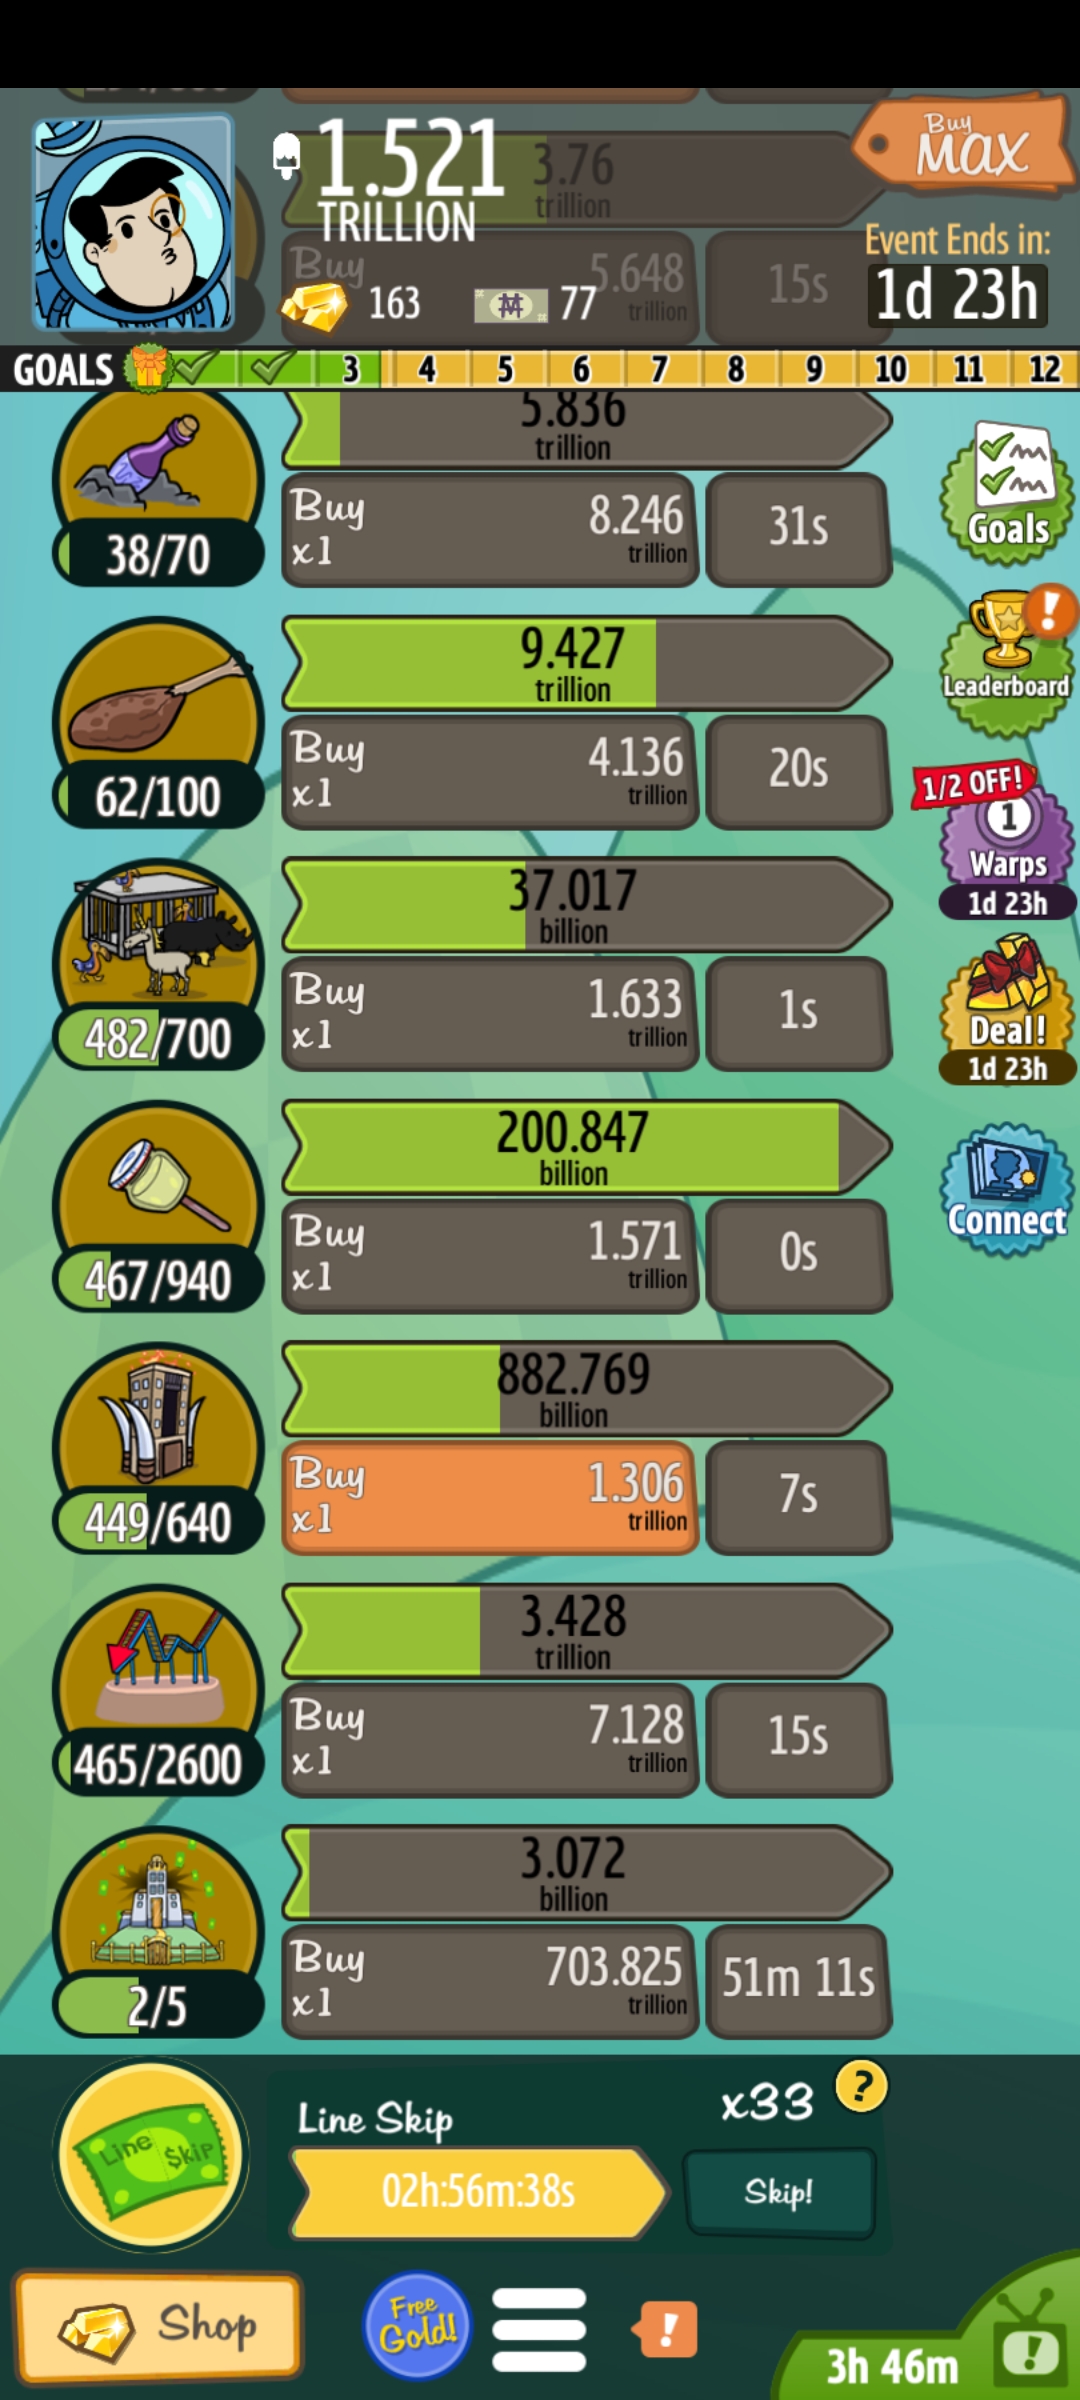 1.521
TRILLION
Buy
MAX
3.76
trillion
Buy
5.648
trillion
15s
163
77
Event Ends in:
1d 23h
GOALS
3
4
5
6
7
8
9
10
11
12
5.836
trillion
38/70
Buy
x1
8.246
trillion
31s
Goals
9.427
trillion
62/100
Buy
x1
4.136
trillion
20s
!
Leaderboard
37.017
billion
482/700
Buy
x1
1.633
trillion
1s
1/2 OFF!
1
Warps
1d 23h
Deal!
1d 23h
200.847
billion
467/940
Buy
x1
1.571
trillion
0s
Connect
882.769
billion
449/640
Buy
x1
1.306
trillion
7s
3.428
trillion
465/2600
Buy
x1
7.128
trillion
15s
3.072
billion
2/5
Buy
x1
703.825
trillion
51m 11s
Line $kip
Line Skip
x33
?
02h:56m:38s
Skip!
Shop
Free
Gold!
!
3h 46m
!